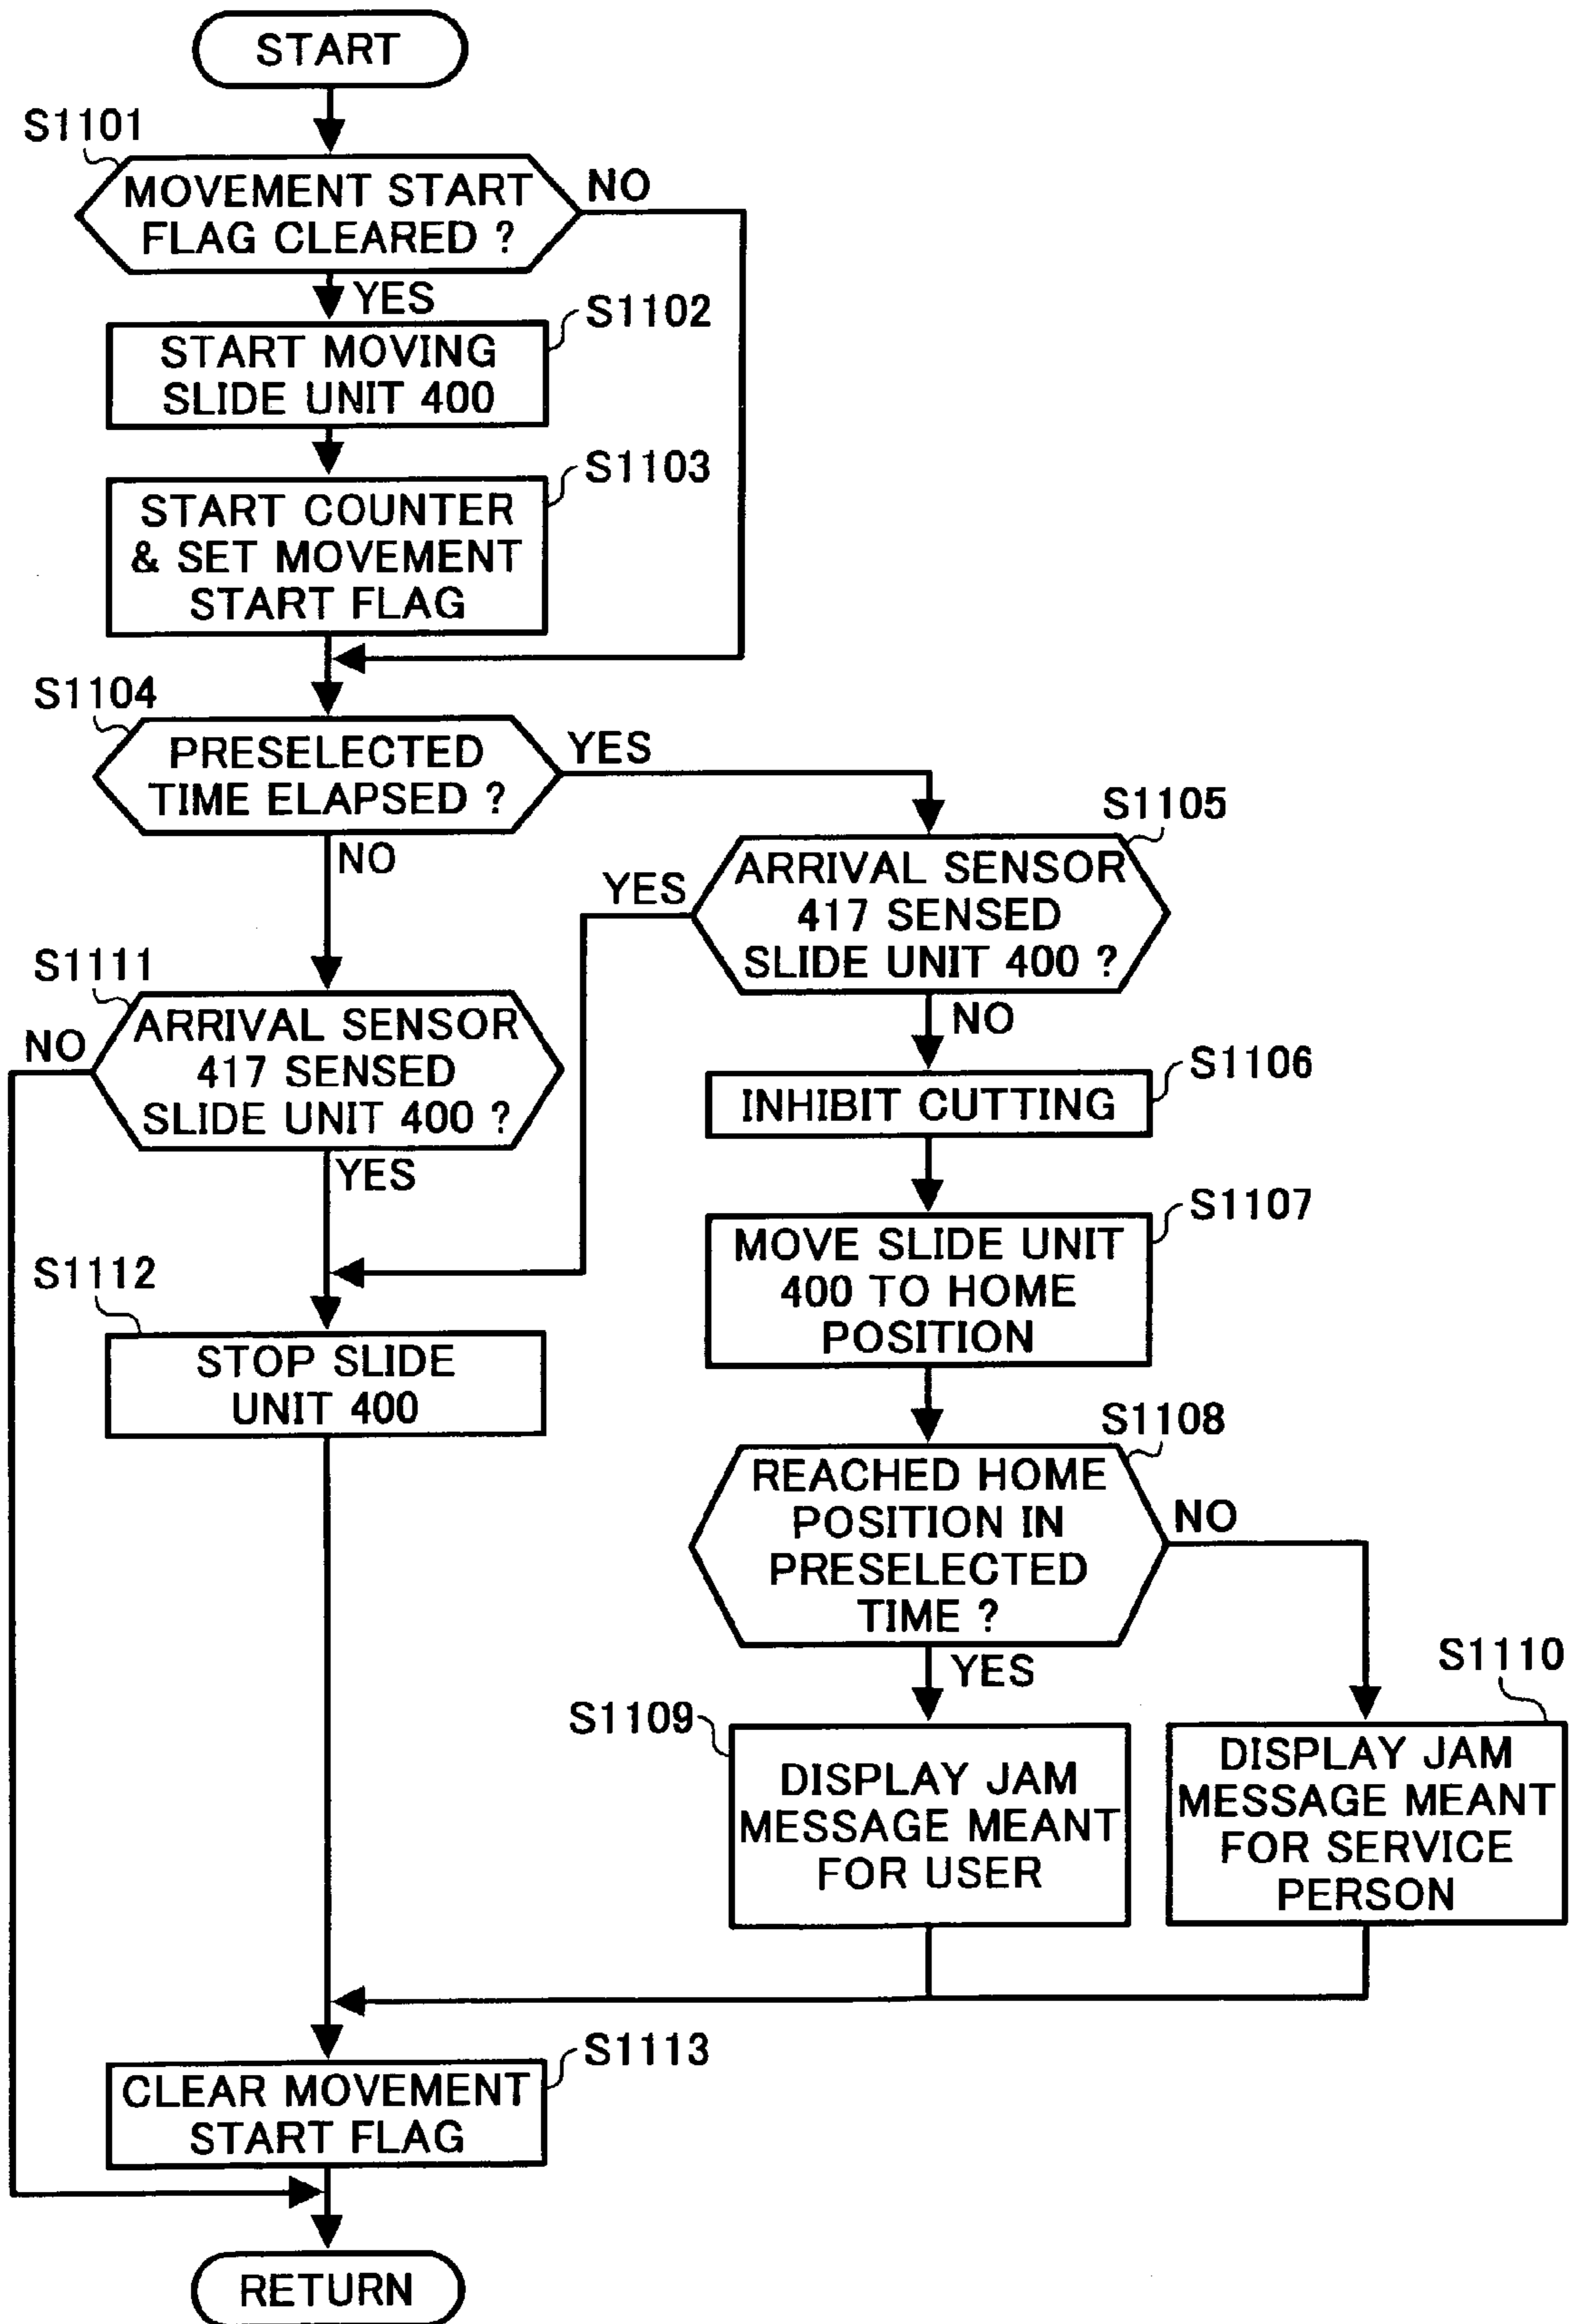 START
S1101
MOVEMENT START
FLAG CLEARED ?
NO
YES
S1102
START MOVING
SLIDE UNIT 400
S1103
START COUNTER
& SET MOVEMENT
START FLAG
S1104
PRESELECTED
TIME ELAPSED ?
YES
NO
S1105
ARRIVAL SENSOR
417 SENSED
SLIDE UNIT 400 ?
YES
NO
S1111
ARRIVAL SENSOR
417 SENSED
SLIDE UNIT 400 ?
NO
YES
S1106
INHIBIT CUTTING
S1107
MOVE SLIDE UNIT
400 TO HOME
POSITION
S1112
STOP SLIDE
UNIT 400
S1108
REACHED HOME
POSITION IN
PRESELECTED
TIME ?
NO
YES
S1109
DISPLAY JAM
MESSAGE MEANT
FOR USER
S1110
DISPLAY JAM
MESSAGE MEANT
FOR SERVICE
PERSON
S1113
CLEAR MOVEMENT
START FLAG
RETURN